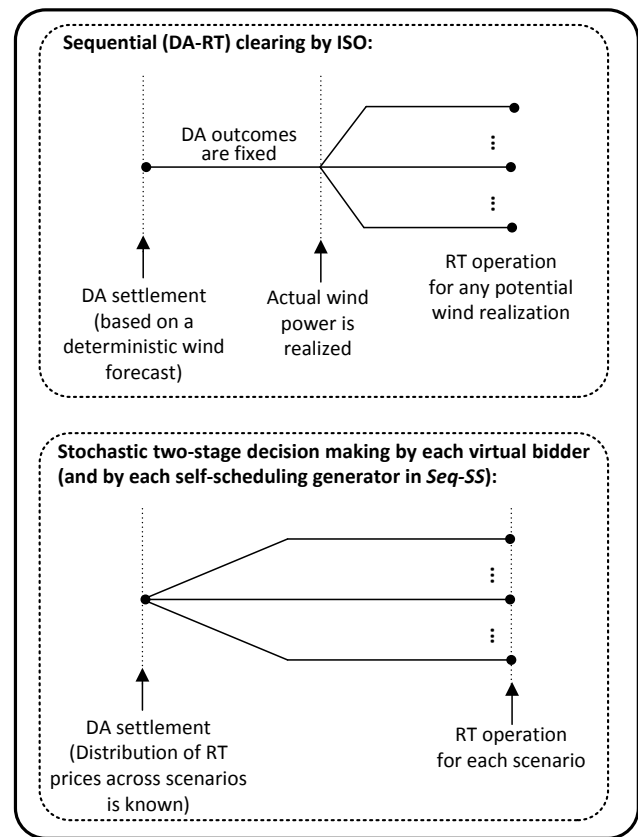 Sequential (DA-RT) clearing by ISO:
DA outcomes
are fixed
DA settlement
(based on a
deterministic wind
forecast)
Actual wind
power is
realized
RT operation
for any potential
wind realization
Stochastic two-stage decision making by each virtual bidder
(and by each self-scheduling generator in Seq-SS):
DA settlement
(Distribution of RT
prices across scenarios
is known)
RT operation
for each scenario